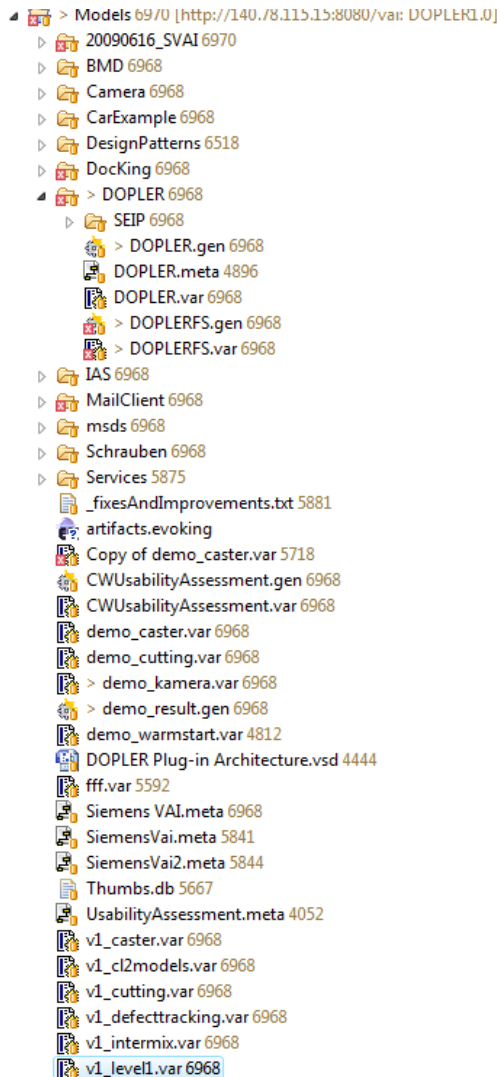 > Models 6970 [http://140.78.115.15:8080/vai: DOPLER1.0]
20090616_SVAI 6970
BMD 6968
Camera 6968
CarExample 6968
DesignPatterns 6518
DocKing 6968
> DOPLER 6968
SEIP 6968
> DOPLER.gen 6968
DOPLER.meta 4896
DOPLER.var 6968
> DOPLERFS.gen 6968
> DOPLERFS.var 6968
IAS 6968
MailClient 6968
msds 6968
Schrauben 6968
Services 5875
_fixesAndImprovements.txt 5881
artifacts.evoking
Copy of demo_caster.var 5718
CWUsabilityAssessment.gen 6968
CWUsabilityAssessment.var 6968
demo_caster.var 6968
demo_cutting.var 6968
> demo_kamera.var 6968
> demo_result.gen 6968
demo_warmstart.var 4812
DOPLER Plug-in Architecture.vsd 4444
fff.var 5592
Siemens VAI.meta 6968
SiemensVai.meta 5841
SiemensVai2.meta 5844
Thumbs.db 5667
UsabilityAssessment.meta 4052
v1_caster.var 6968
v1_cl2models.var 6968
v1_cutting.var 6968
v1_defecttracking.var 6968
v1_intermix.var 6968
v1_level1.var 6968